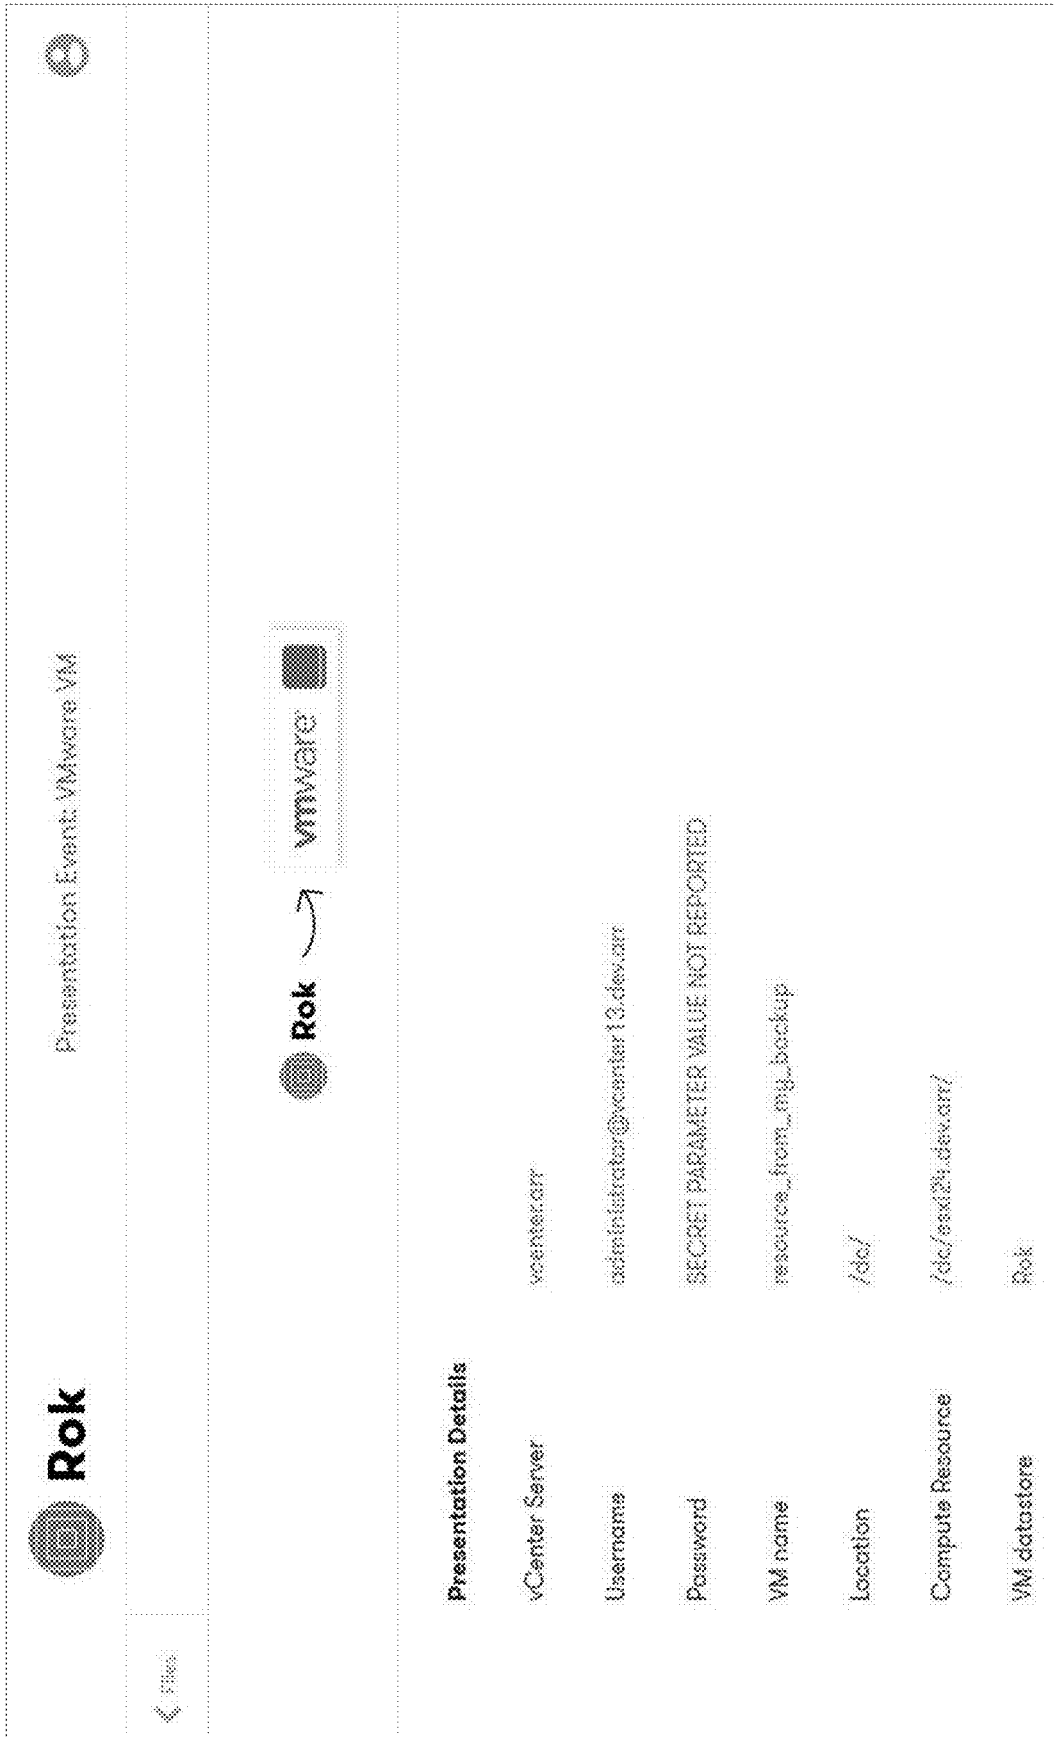 Rok
Presentation Event: VMware VM
Files
Rok
vmware
Presentation Details
vCenter Server vcenter.arr
Username administrator@vcenter13.dev.arr
Password SECRET PARAMETER VALUE NOT REPORTED
VM name resource_from_my_backup
Location /dc/
Compute Resource /dc/esxi24.dev.arr/
VM datastore Rok